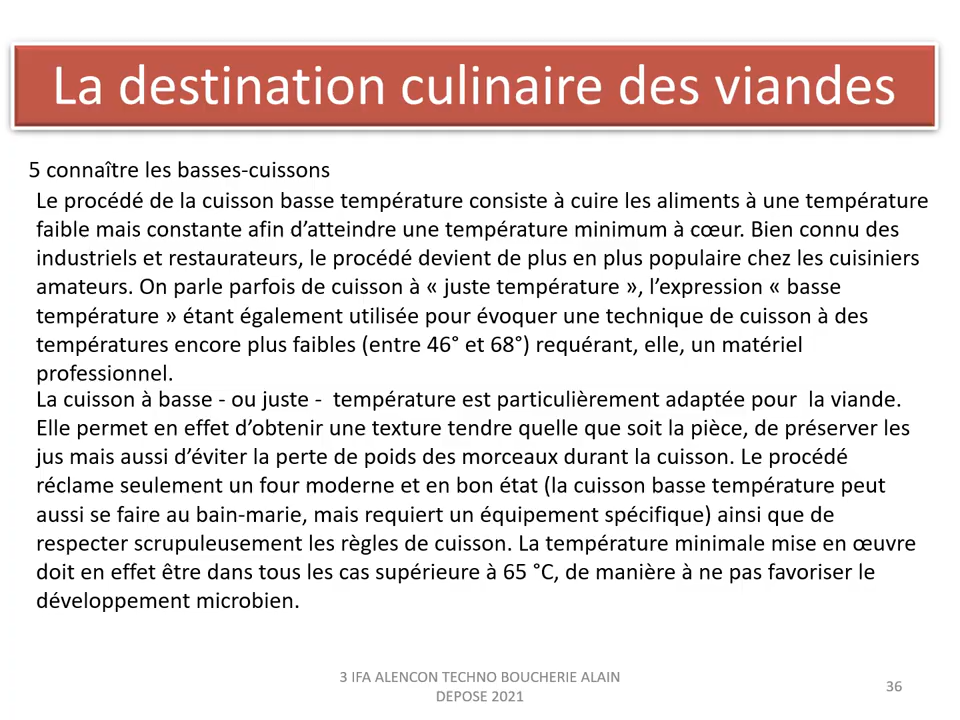 La destination culinaire des viandes
5 connaître les basses-cuissons
Le procédé de la cuisson basse température consiste à cuire les aliments à une température
faible mais constante afin d’atteindre une température minimum à cœur. Bien connu des
industriels et restaurateurs, le procédé devient de plus en plus populaire chez les cuisiniers
amateurs. On parle parfois de cuisson à « juste température », l’expression « basse
température » étant également utilisée pour évoquer une technique de cuisson à des
températures encore plus faibles (entre 46° et 68°) requérant, elle, un matériel
professionnel.
La cuisson à basse - ou juste -  température est particulièrement adaptée pour  la viande.
Elle permet en effet d’obtenir une texture tendre quelle que soit la pièce, de préserver les
jus mais aussi d’éviter la perte de poids des morceaux durant la cuisson. Le procédé
réclame seulement un four moderne et en bon état (la cuisson basse température peut
aussi se faire au bain-marie, mais requiert un équipement spécifique) ainsi que de
respecter scrupuleusement les règles de cuisson. La température minimale mise en œuvre
doit en effet être dans tous les cas supérieure à 65 °C, de manière à ne pas favoriser le
développement microbien.
3 IFA ALENCON TECHNO BOUCHERIE ALAIN
DEPOSE 2021
36